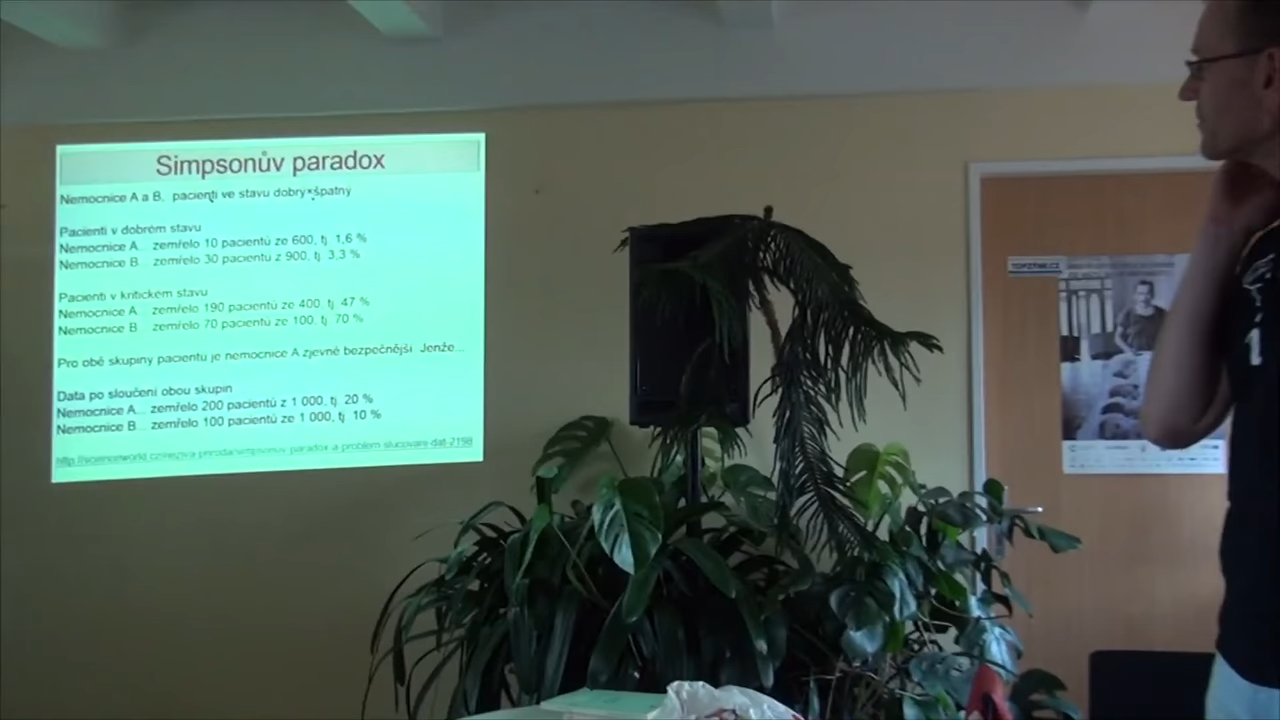 Simpsonův paradox
Nemocnice A a B, pacienti ve stavu dobrý×špatný
Pacienti v dobrém stavu
Nemocnice A... zemřelo 10 pacientů ze 600, tj. 1,6 %
Nemocnice B... zemřelo 30 pacientů z 900, tj. 3,3 %
Pacienti v kritickém stavu
Nemocnice A... zemřelo 190 pacientů ze 400, tj. 47 %
Nemocnice B... zemřelo 70 pacientů ze 100, tj. 70 %
Pro obě skupiny pacientů je nemocnice A zjevně bezpečnější. Jenže...
Data po sloučení obou skupin
Nemocnice A... zemřelo 200 pacientů z 1 000, tj. 20 %
Nemocnice B... zemřelo 100 pacientů ze 1 000, tj. 10 %
TOPZINE.CZ
1